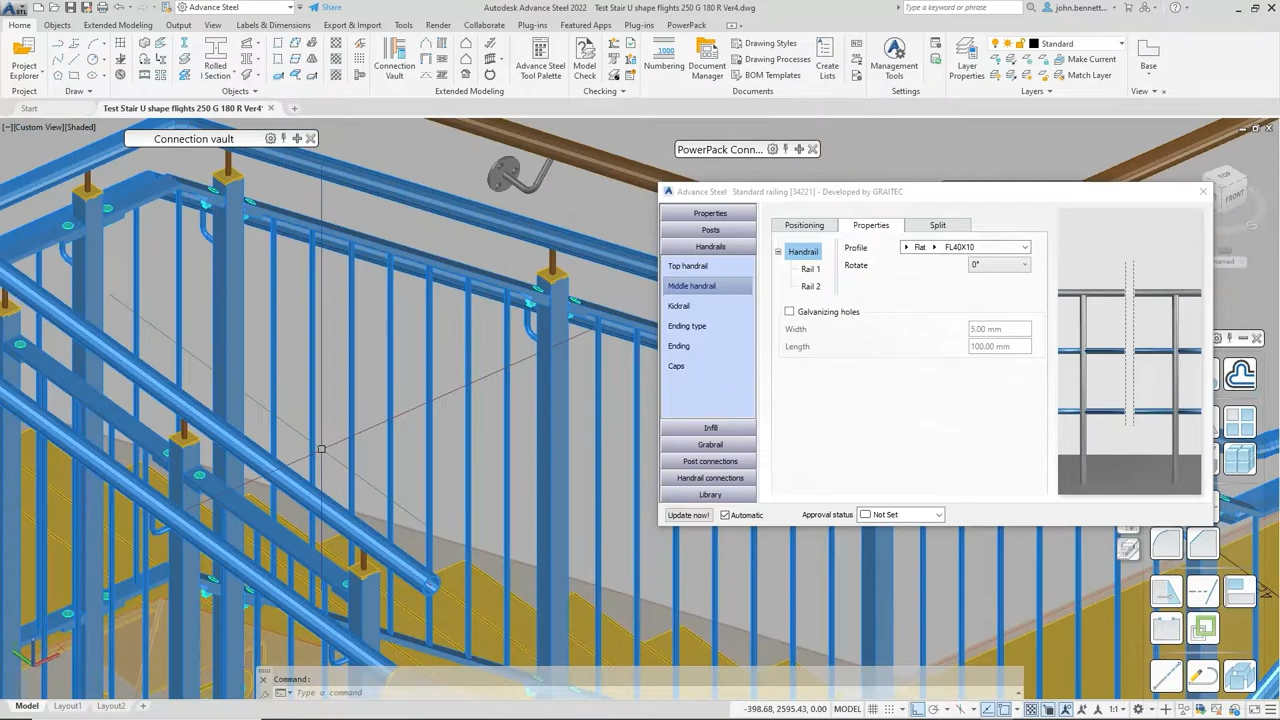 STL
Advance Steel
Share
Autodesk Advance Steel 2022
Test Stair U shape flights 250 G 180 R Ver4.dwg
Type a keyword or phrase
john.bennett...
Home
Objects
Output
View
Labels & Dimensions
Export & Import
Tools
Render
Collaborate
Plug-ins
Featured Apps
Plug-ins
PowerPack
Project
Explorer
Rolled
I Section
Connection
Vault
Advance Steel
Tool Palette
Model
Check
1000
Numbering
Document
Manager
Drawing Styles
Drawing Processes
BOM Templates
Create
Lists
Management
Tools
Layer
Properties
Standard
Make Current
Match Layer
Base
Project
Draw
Objects
Extended Modeling
Checking
Documents
Settings
Layers
View
Start
Test Stair U shape flights 250 G 180 R Ver4*
[−][Custom View][Shaded]
Connection vault
PowerPack Conn...
TOP
FRONT
Advance Steel   Standard railing [34221] - Developed by GRAITEC
Properties
Posts
Handrails
Top handrail
Middle handrail
Kickrail
Ending type
Ending
Caps
Infill
Grabrail
Post connections
Handrail connections
Library
Positioning
Properties
Split
Handrail
Rail 1
Rail 2
Profile
Flat
FL40X10
Rotate
0°
Galvanizing holes
Width
5.00 mm
Length
100.00 mm
Update now!
Automatic
Approval status
Not Set
Command:
Type a command
Model
Layout1
Layout2
-398.68, 2595.43, 0.00
MODEL
1:1